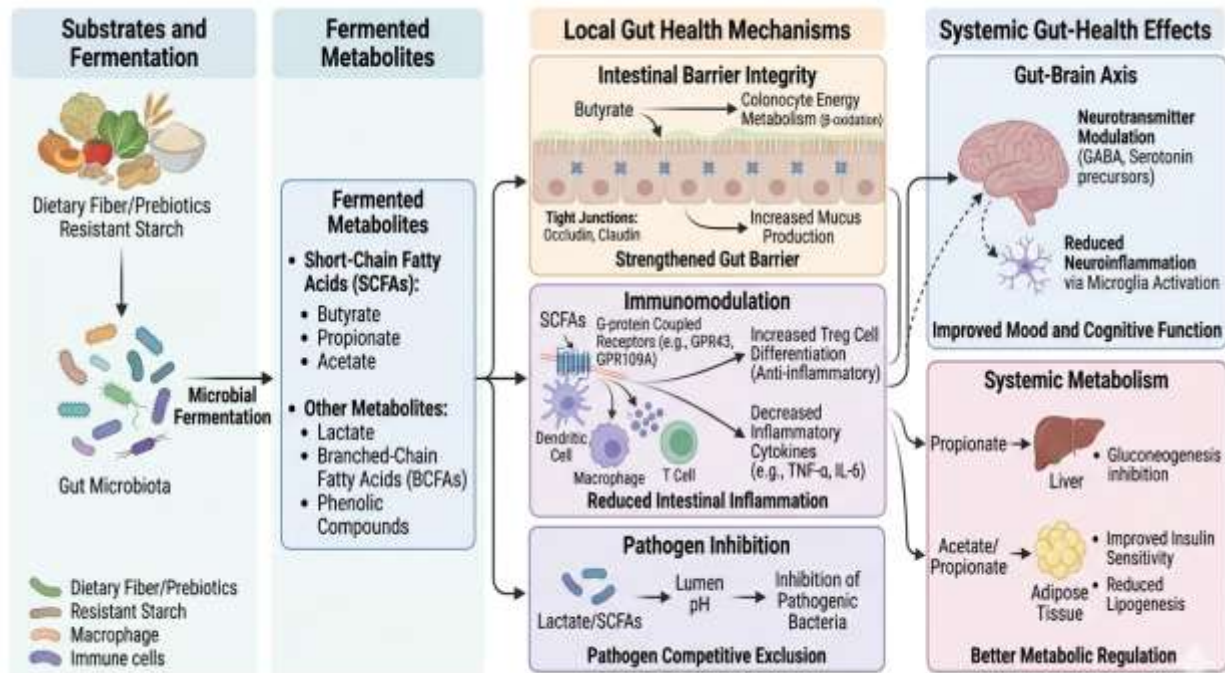 Substrates and
Fermentation
Dietary Fiber/Prebiotics
Resistant Starch
Gut Microbiota
Microbial
Fermentation
Dietary Fiber/Prebiotics
Resistant Starch
Macrophage
Immune cells
Fermented
Metabolites
Fermented
Metabolites
• Short-Chain Fatty
Acids (SCFAs):
• Butyrate
• Propionate
• Acetate
• Other Metabolites:
• Lactate
• Branched-Chain
Fatty Acids (BCFAs)
• Phenolic
Compounds
Local Gut Health Mechanisms
Intestinal Barrier Integrity
Butyrate
Colonocyte Energy
Metabolism (β-oxidation)
Tight Junctions:
Occludin, Claudin
Increased Mucus
Production
Strengthened Gut Barrier
Immunomodulation
SCFAs
G-protein Coupled
Receptors (e.g., GPR43,
GPR109A)
Increased Treg Cell
Differentiation
(Anti-inflammatory)
Dendritic
Cell
Macrophage
T Cell
Decreased
Inflammatory
Cytokines
(e.g., TNF-α, IL-6)
Reduced Intestinal Inflammation
Pathogen Inhibition
Lactate/SCFAs
Lumen
pH
Inhibition of
Pathogenic
Bacteria
Pathogen Competitive Exclusion
Systemic Gut-Health Effects
Gut-Brain Axis
Neurotransmitter
Modulation
(GABA, Serotonin
precursors)
Reduced
Neuroinflammation
via Microglia Activation
Improved Mood and Cognitive Function
Systemic Metabolism
Propionate
Liver
• Gluconeogenesis
inhibition
Acetate/
Propionate
Adipose
Tissue
• Improved Insulin
Sensitivity
• Reduced
Lipogenesis
Better Metabolic Regulation